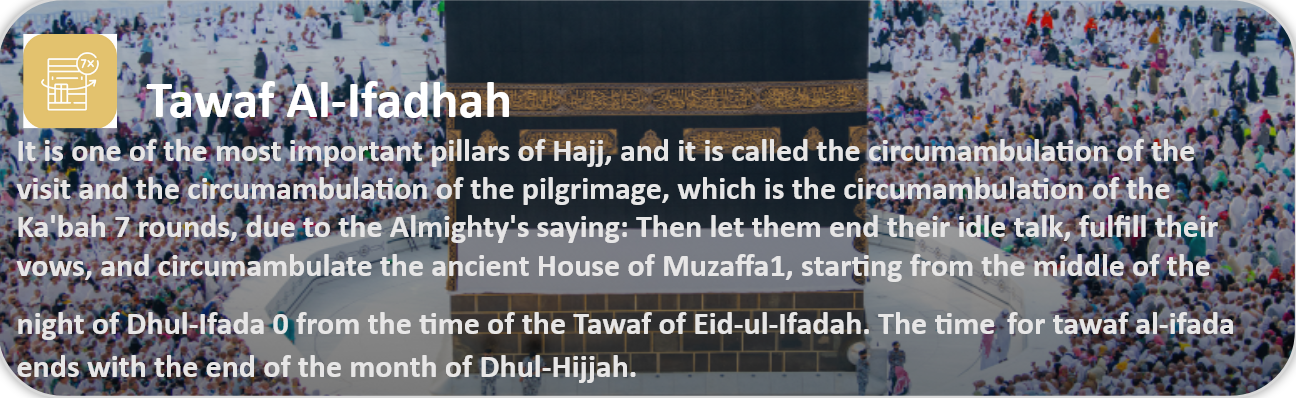 7×
Tawaf Al-Ifadhah
It is one of the most important pillars of Hajj, and it is called the circumambulation of the
visit and the circumambulation of the pilgrimage, which is the circumambulation of the
Ka'bah 7 rounds, due to the Almighty's saying: Then let them end their idle talk, fulfill their
vows, and circumambulate the ancient House of Muzaffa1, starting from the middle of the
night of Dhul-Ifada 0 from the time of the Tawaf of Eid-ul-Ifadah. The time for tawaf al-ifada
ends with the end of the month of Dhul-Hijjah.